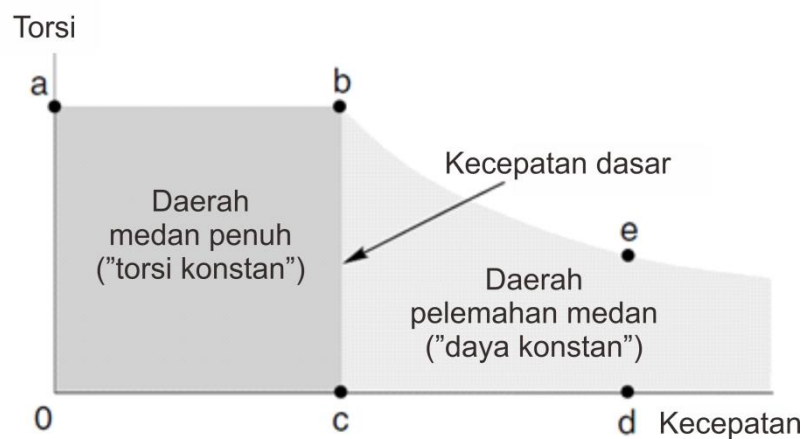 Torsi
a
b
Kecepatan dasar
Daerah
medan penuh
("torsi konstan")
e
Daerah
pelemahan medan
("daya konstan")
0
c
d
Kecepatan